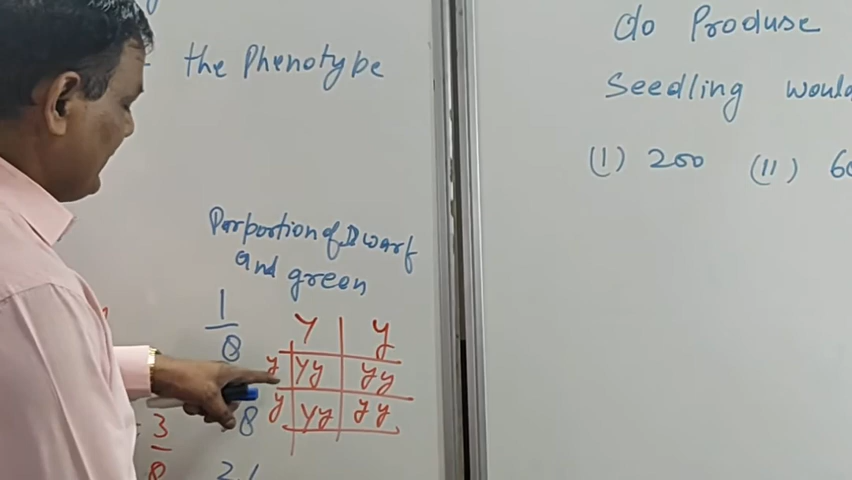 the Phenotybe
Porbortion of Dwarf
and green
1
8
Y y
y Yy yy
y Yy yy
8
3
8
do Produse
Seedling would
(I) 200 (II)